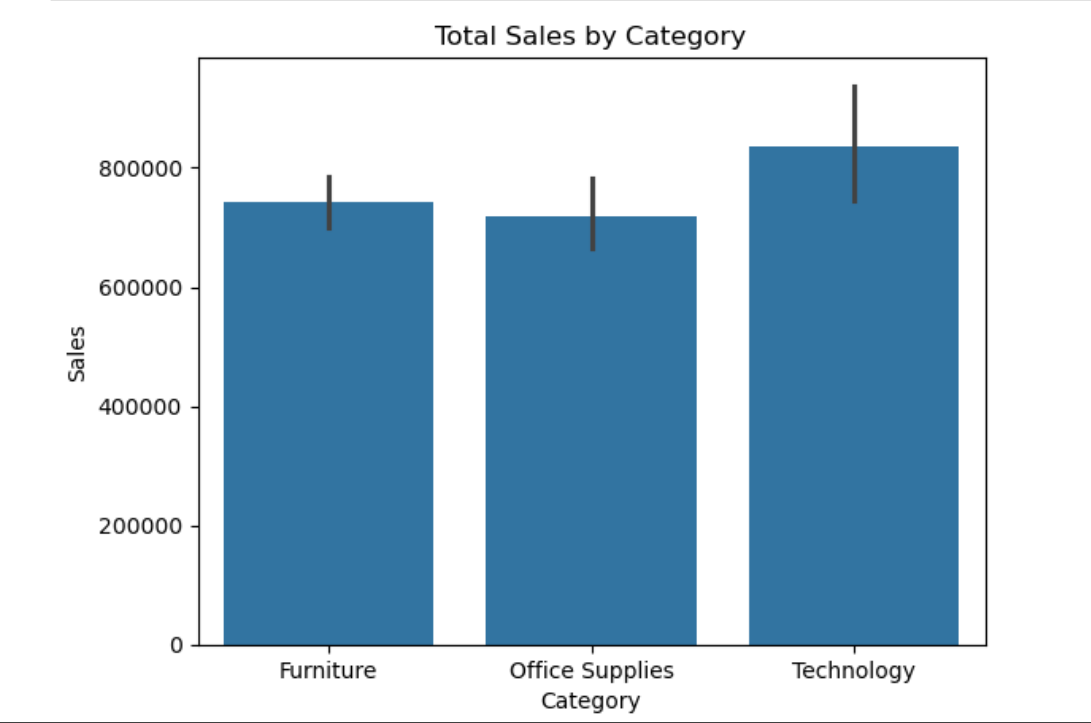 Total Sales by Category
800000
600000
400000
200000
0
Sales
Furniture
Office Supplies
Technology
Category